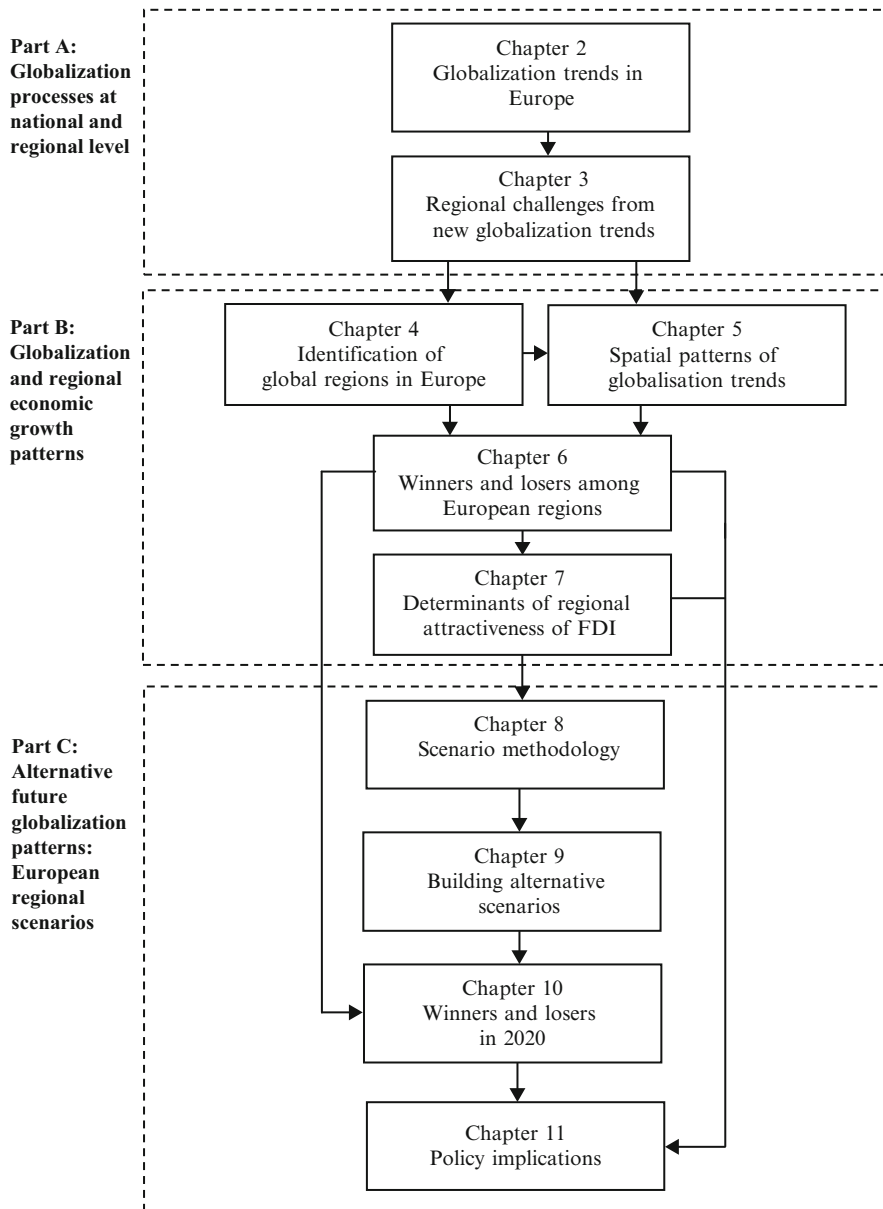 Part A:
Globalization
processes at
national and
regional level
Chapter 2
Globalization trends in
Europe
Chapter 3
Regional challenges from
new globalization trends
Part B:
Globalization
and regional
economic
growth
patterns
Chapter 4
Identification of
global regions in Europe
Chapter 5
Spatial patterns of
globalisation trends
Chapter 6
Winners and losers among
European regions
Chapter 7
Determinants of regional
attractiveness of FDI
Part C:
Alternative
future
globalization
patterns:
European
regional
scenarios
Chapter 8
Scenario methodology
Chapter 9
Building alternative
scenarios
Chapter 10
Winners and losers
in 2020
Chapter 11
Policy implications